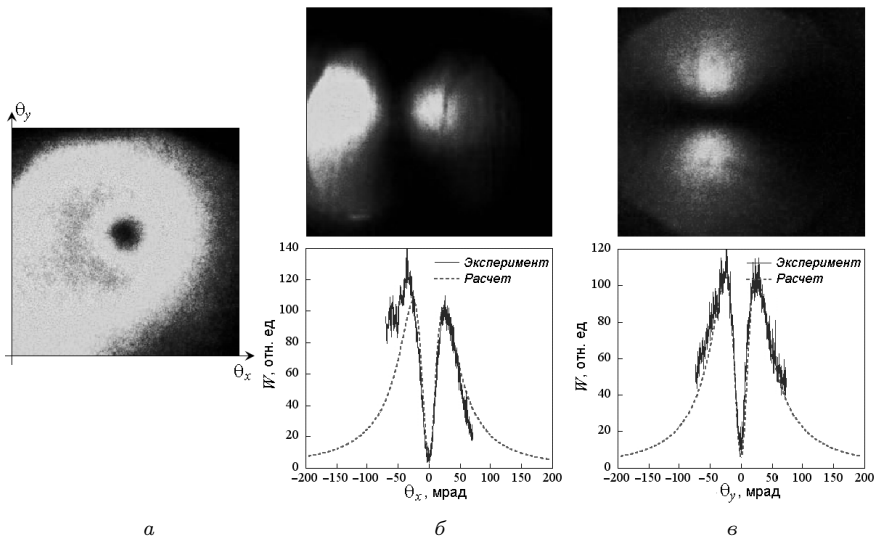 θy
θx
140
120
100
80
60
40
20
0
W, отн. ед
Эксперимент
Расчет
−200 −150 −100 −50 0 50 100 150 200
θx, мрад
120
100
80
60
40
20
0
W, отн. ед
Эксперимент
Расчет
−200 −150 −100 −50 0 50 100 150 200
θy, мрад
а б в